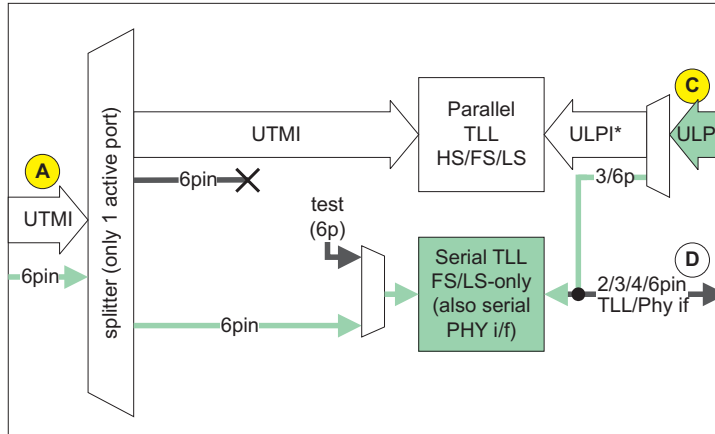 UTMI
Parallel
TLL
HS/FS/LS
ULPI*
C
ULP
A
6pin
3/6p
UTMI
splitter (only 1 active port)
test
(6p)
D
6pin
Serial TLL
FS/LS-only
(also serial
PHY i/f)
2/3/4/6pin
TLL/Phy if
6pin